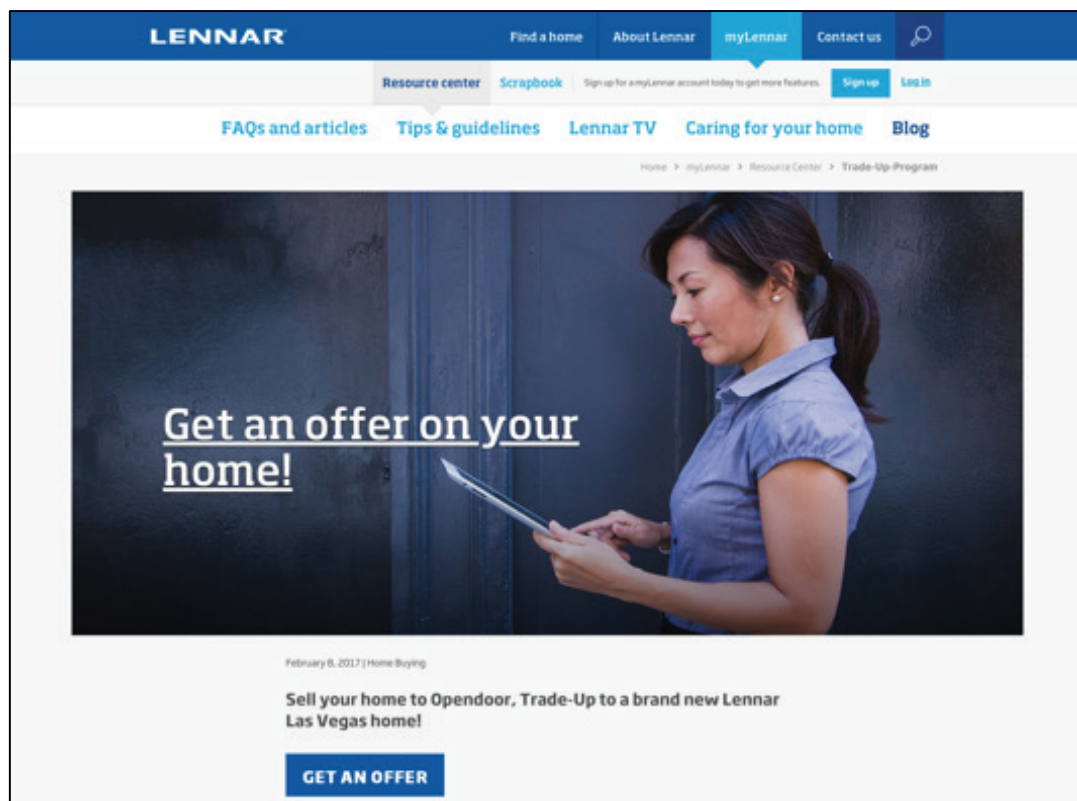 LENNAR
Find a home About Lennar myLennar Contact us
Resource center Scrapbook Sign up for a myLennar account today to get more features. Sign up Log in
FAQs and articles Tips & guidelines Lennar TV Caring for your home Blog
Home > myLennar > Resource Center > Trade-Up-Program
Get an offer on your
home!
February 8, 2017 | Home Buying
Sell your home to Opendoor, Trade-Up to a brand new Lennar
Las Vegas home!
GET AN OFFER